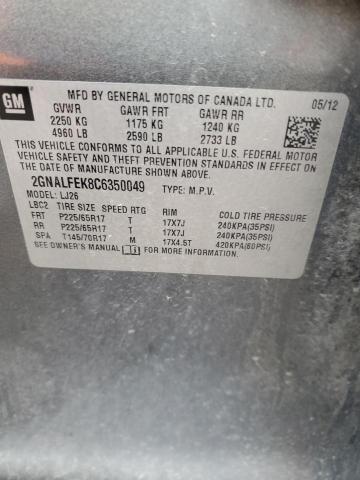 GM
MFD BY GENERAL MOTORS OF CANADA LTD. 05/12
GVWR GAWR FRT GAWR RR
2250 KG 1175 KG 1240 KG
4960 LB 2590 LB 2733 LB
THIS VEHICLE CONFORMS TO ALL APPLICABLE U.S. FEDERAL MOTOR
VEHICLE SAFETY AND THEFT PREVENTION STANDARDS IN EFFECT ON
THE DATE OF MANUFACTURE SHOWN ABOVE.
2GNALFEK8C6350049 TYPE: M.P.V.
MODEL: LJ26
LBC2 TIRE SIZE SPEED RTG RIM COLD TIRE PRESSURE
FRT P225/65R17 T 17X7J 240KPA(35PSI)
RR P225/65R17 T 17X7J 240KPA(35PSI)
SPA T145/70R17 M 17X4.5T 420KPA(60PSI)
SEE OWNER'S MANUAL FOR MORE INFORMATION.